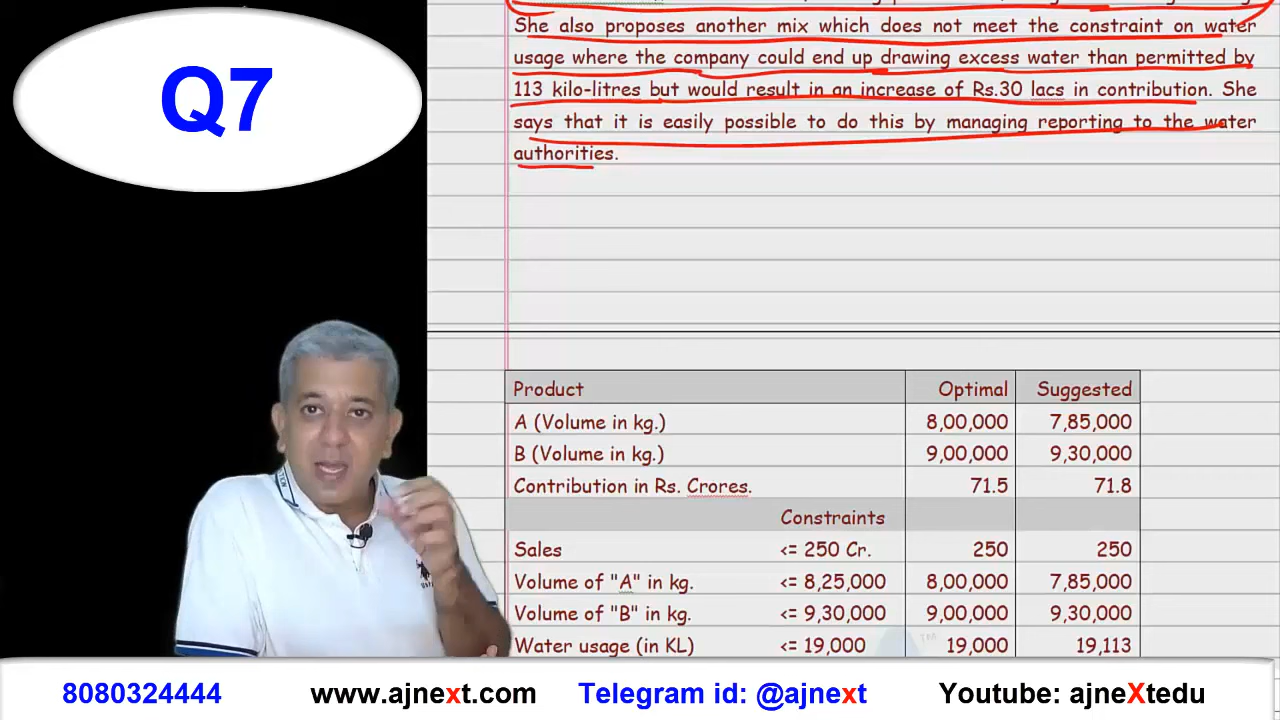 Q7
She also proposes another mix which does not meet the constraint on water
usage where the company could end up drawing excess water than permitted by
113 kilo-litres but would result in an increase of Rs.30 lacs in contribution. She
says that it is easily possible to do this by managing reporting to the water
authorities.
Product Optimal Suggested
A (Volume in kg.) 8,00,000 7,85,000
B (Volume in kg.) 9,00,000 9,30,000
Contribution in Rs. Crores. 71.5 71.8
Constraints
Sales <= 250 Cr. 250 250
Volume of "A" in kg. <= 8,25,000 8,00,000 7,85,000
Volume of "B" in kg. <= 9,30,000 9,00,000 9,30,000
Water usage (in KL) <= 19,000 19,000 19,113
TM
8080324444 www.ajnext.com Telegram id: @ajnext Youtube: ajneXtedu